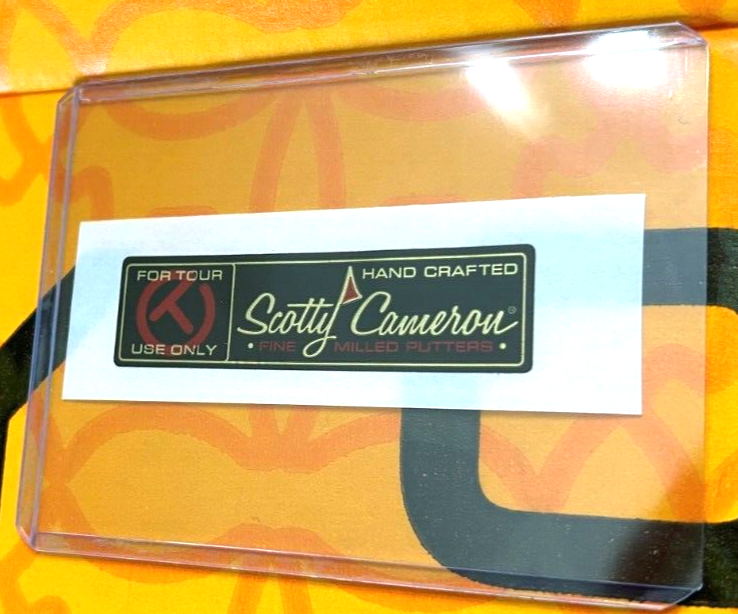 FOR TOUR
USE ONLY
HAND CRAFTED
Scotty Cameron®
• FINE MILLED PUTTERS •